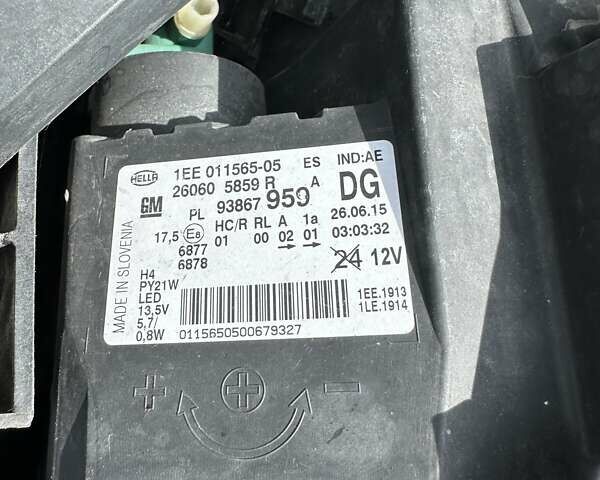 HELLA 1EE 011565-05 ES IND:AE
GM 26060 5859 R A DG
PL 93867 959 26.06.15
17,5 E8 HC/R RL A 1a 03:03:32
6877 01 00 02 01
6878 24 12V
H4
PY21W
LED
13,5V
5,7/
0,8W
1EE.1913
1LE.1914
0115650500679327
MADE IN SLOVENIA
+ + −